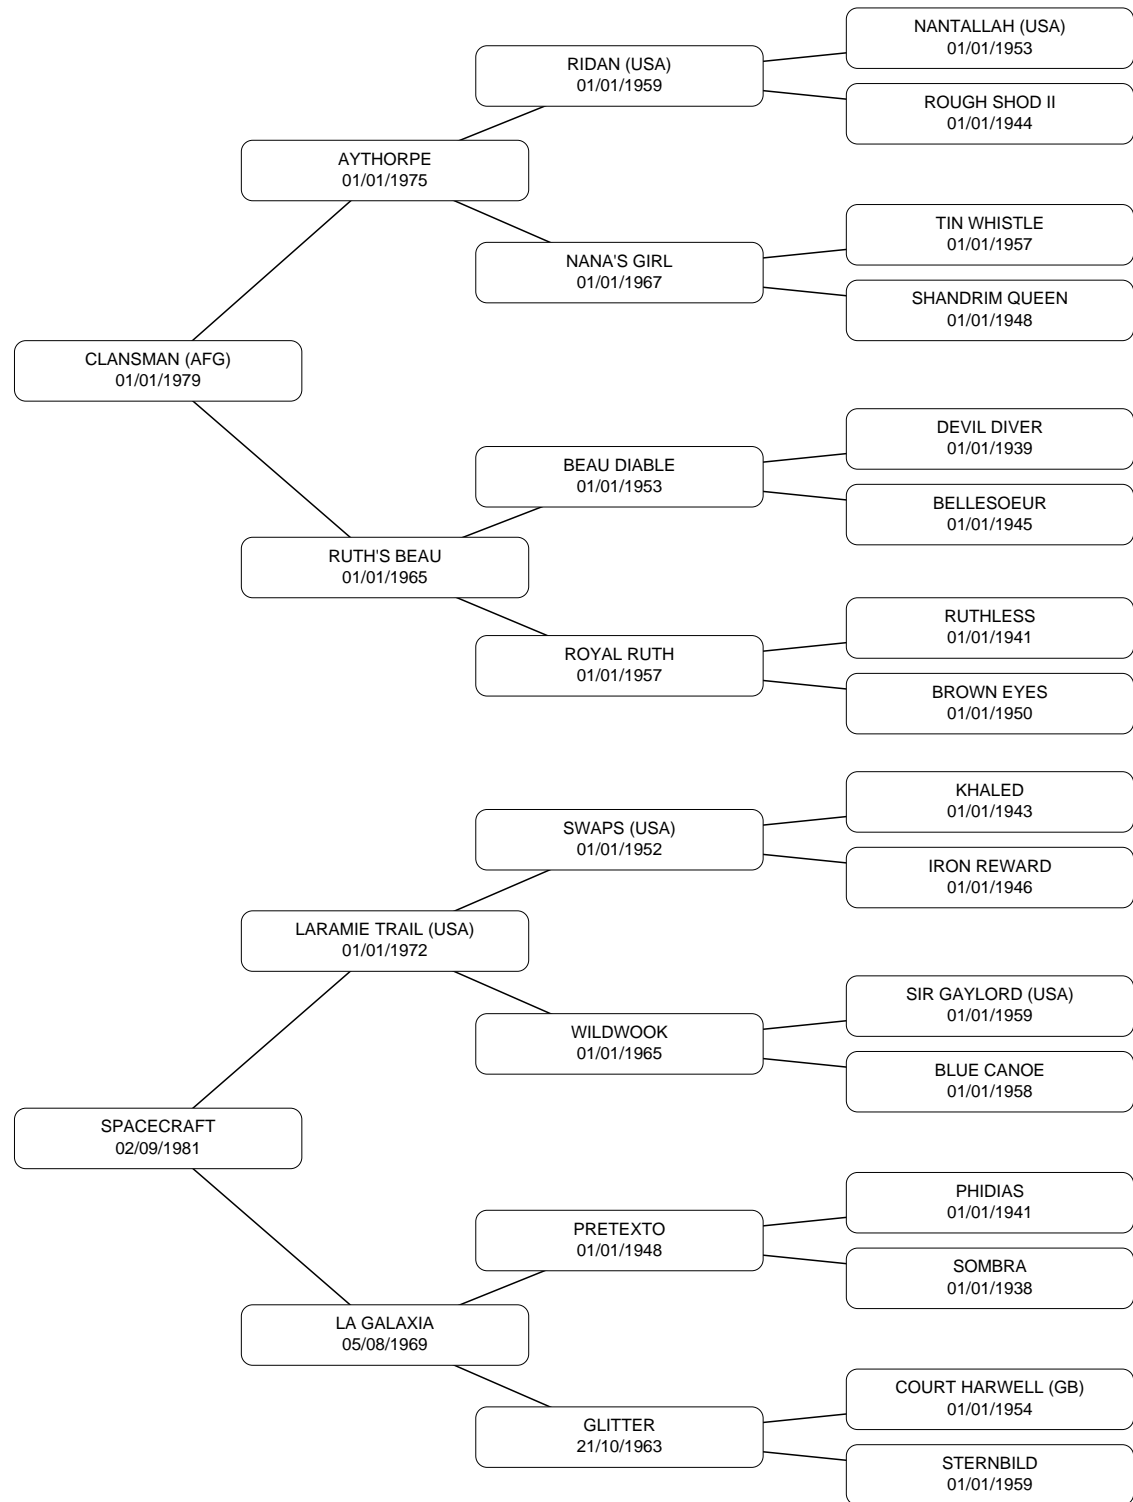 NANTALLAH (USA)
01/01/1953
RIDAN (USA)
01/01/1959
ROUGH SHOD II
01/01/1944
AYTHORPE
01/01/1975
TIN WHISTLE
01/01/1957
NANA'S GIRL
01/01/1967
SHANDRIM QUEEN
01/01/1948
CLANSMAN (AFG)
01/01/1979
DEVIL DIVER
01/01/1939
BEAU DIABLE
01/01/1953
BELLESOEUR
01/01/1945
RUTH'S BEAU
01/01/1965
RUTHLESS
01/01/1941
ROYAL RUTH
01/01/1957
BROWN EYES
01/01/1950
KHALED
01/01/1943
SWAPS (USA)
01/01/1952
IRON REWARD
01/01/1946
LARAMIE TRAIL (USA)
01/01/1972
SIR GAYLORD (USA)
01/01/1959
WILDWOOK
01/01/1965
BLUE CANOE
01/01/1958
SPACECRAFT
02/09/1981
PHIDIAS
01/01/1941
PRETEXTO
01/01/1948
SOMBRA
01/01/1938
LA GALAXIA
05/08/1969
COURT HARWELL (GB)
01/01/1954
GLITTER
21/10/1963
STERNBILD
01/01/1959